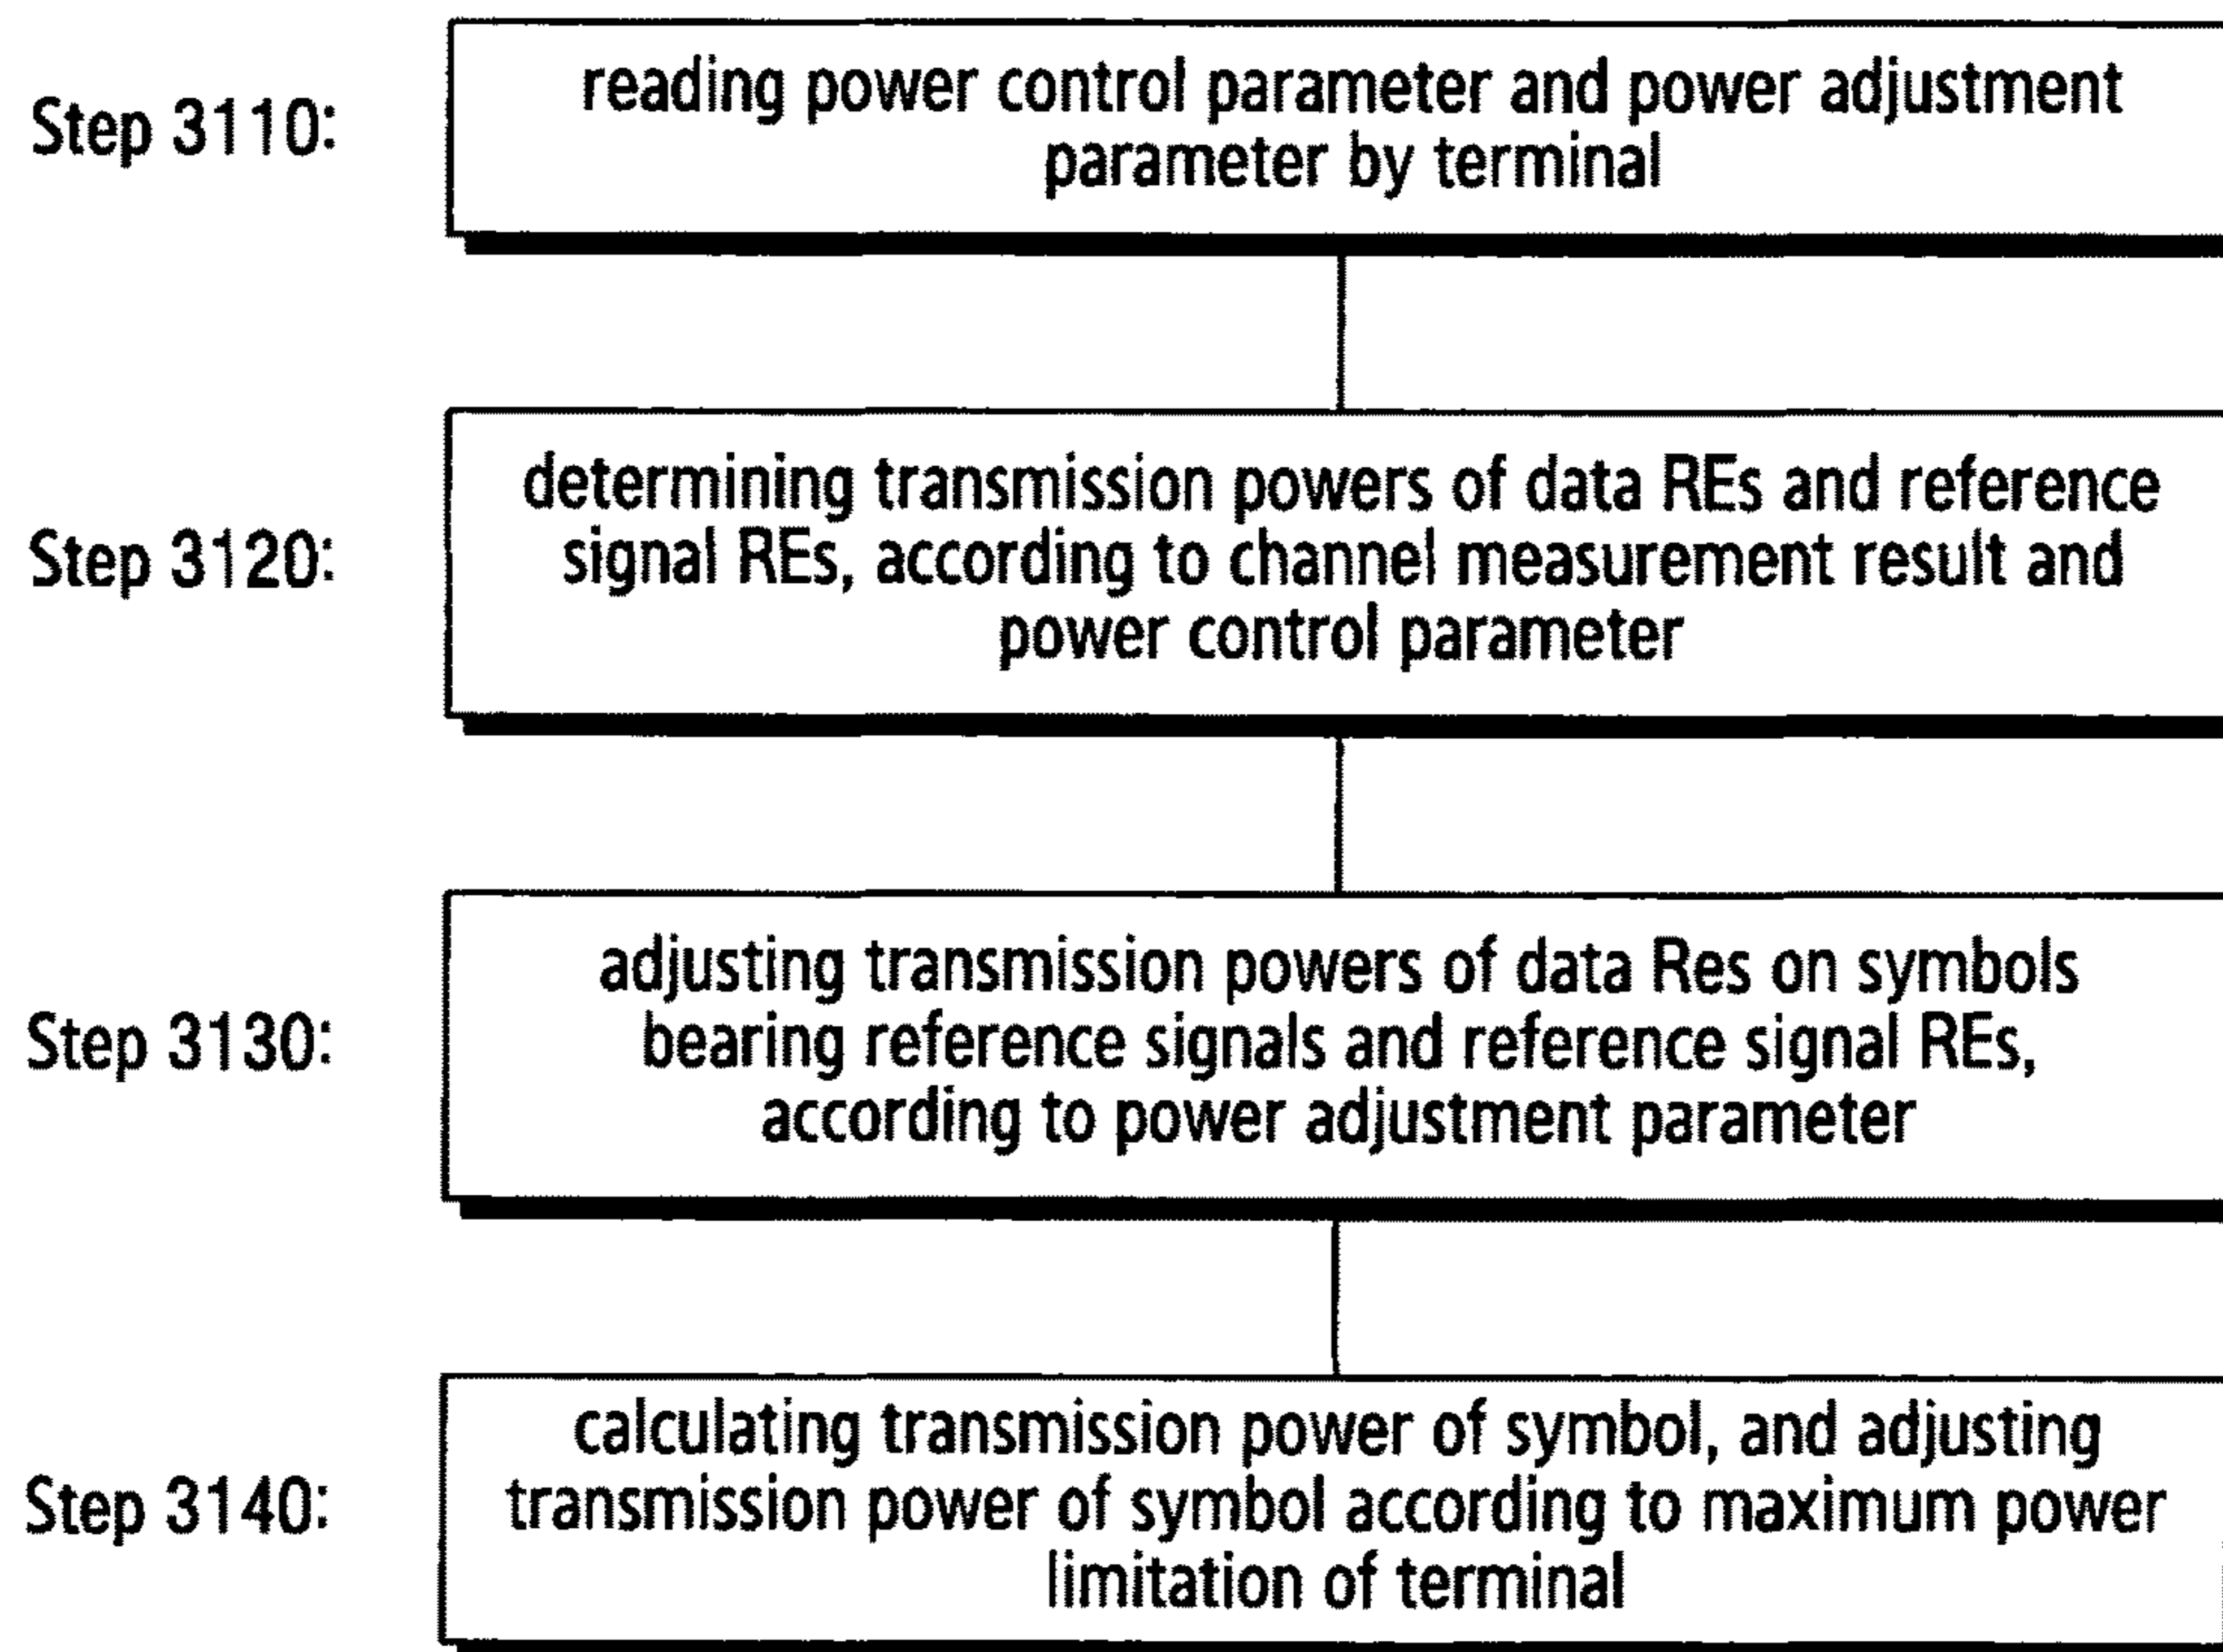 Step 3110:
reading power control parameter and power adjustment
parameter by terminal
Step 3120:
determining transmission powers of data REs and reference
signal REs, according to channel measurement result and
power control parameter
Step 3130:
adjusting transmission powers of data Res on symbols
bearing reference signals and reference signal REs,
according to power adjustment parameter
Step 3140:
calculating transmission power of symbol, and adjusting
transmission power of symbol according to maximum power
limitation of terminal